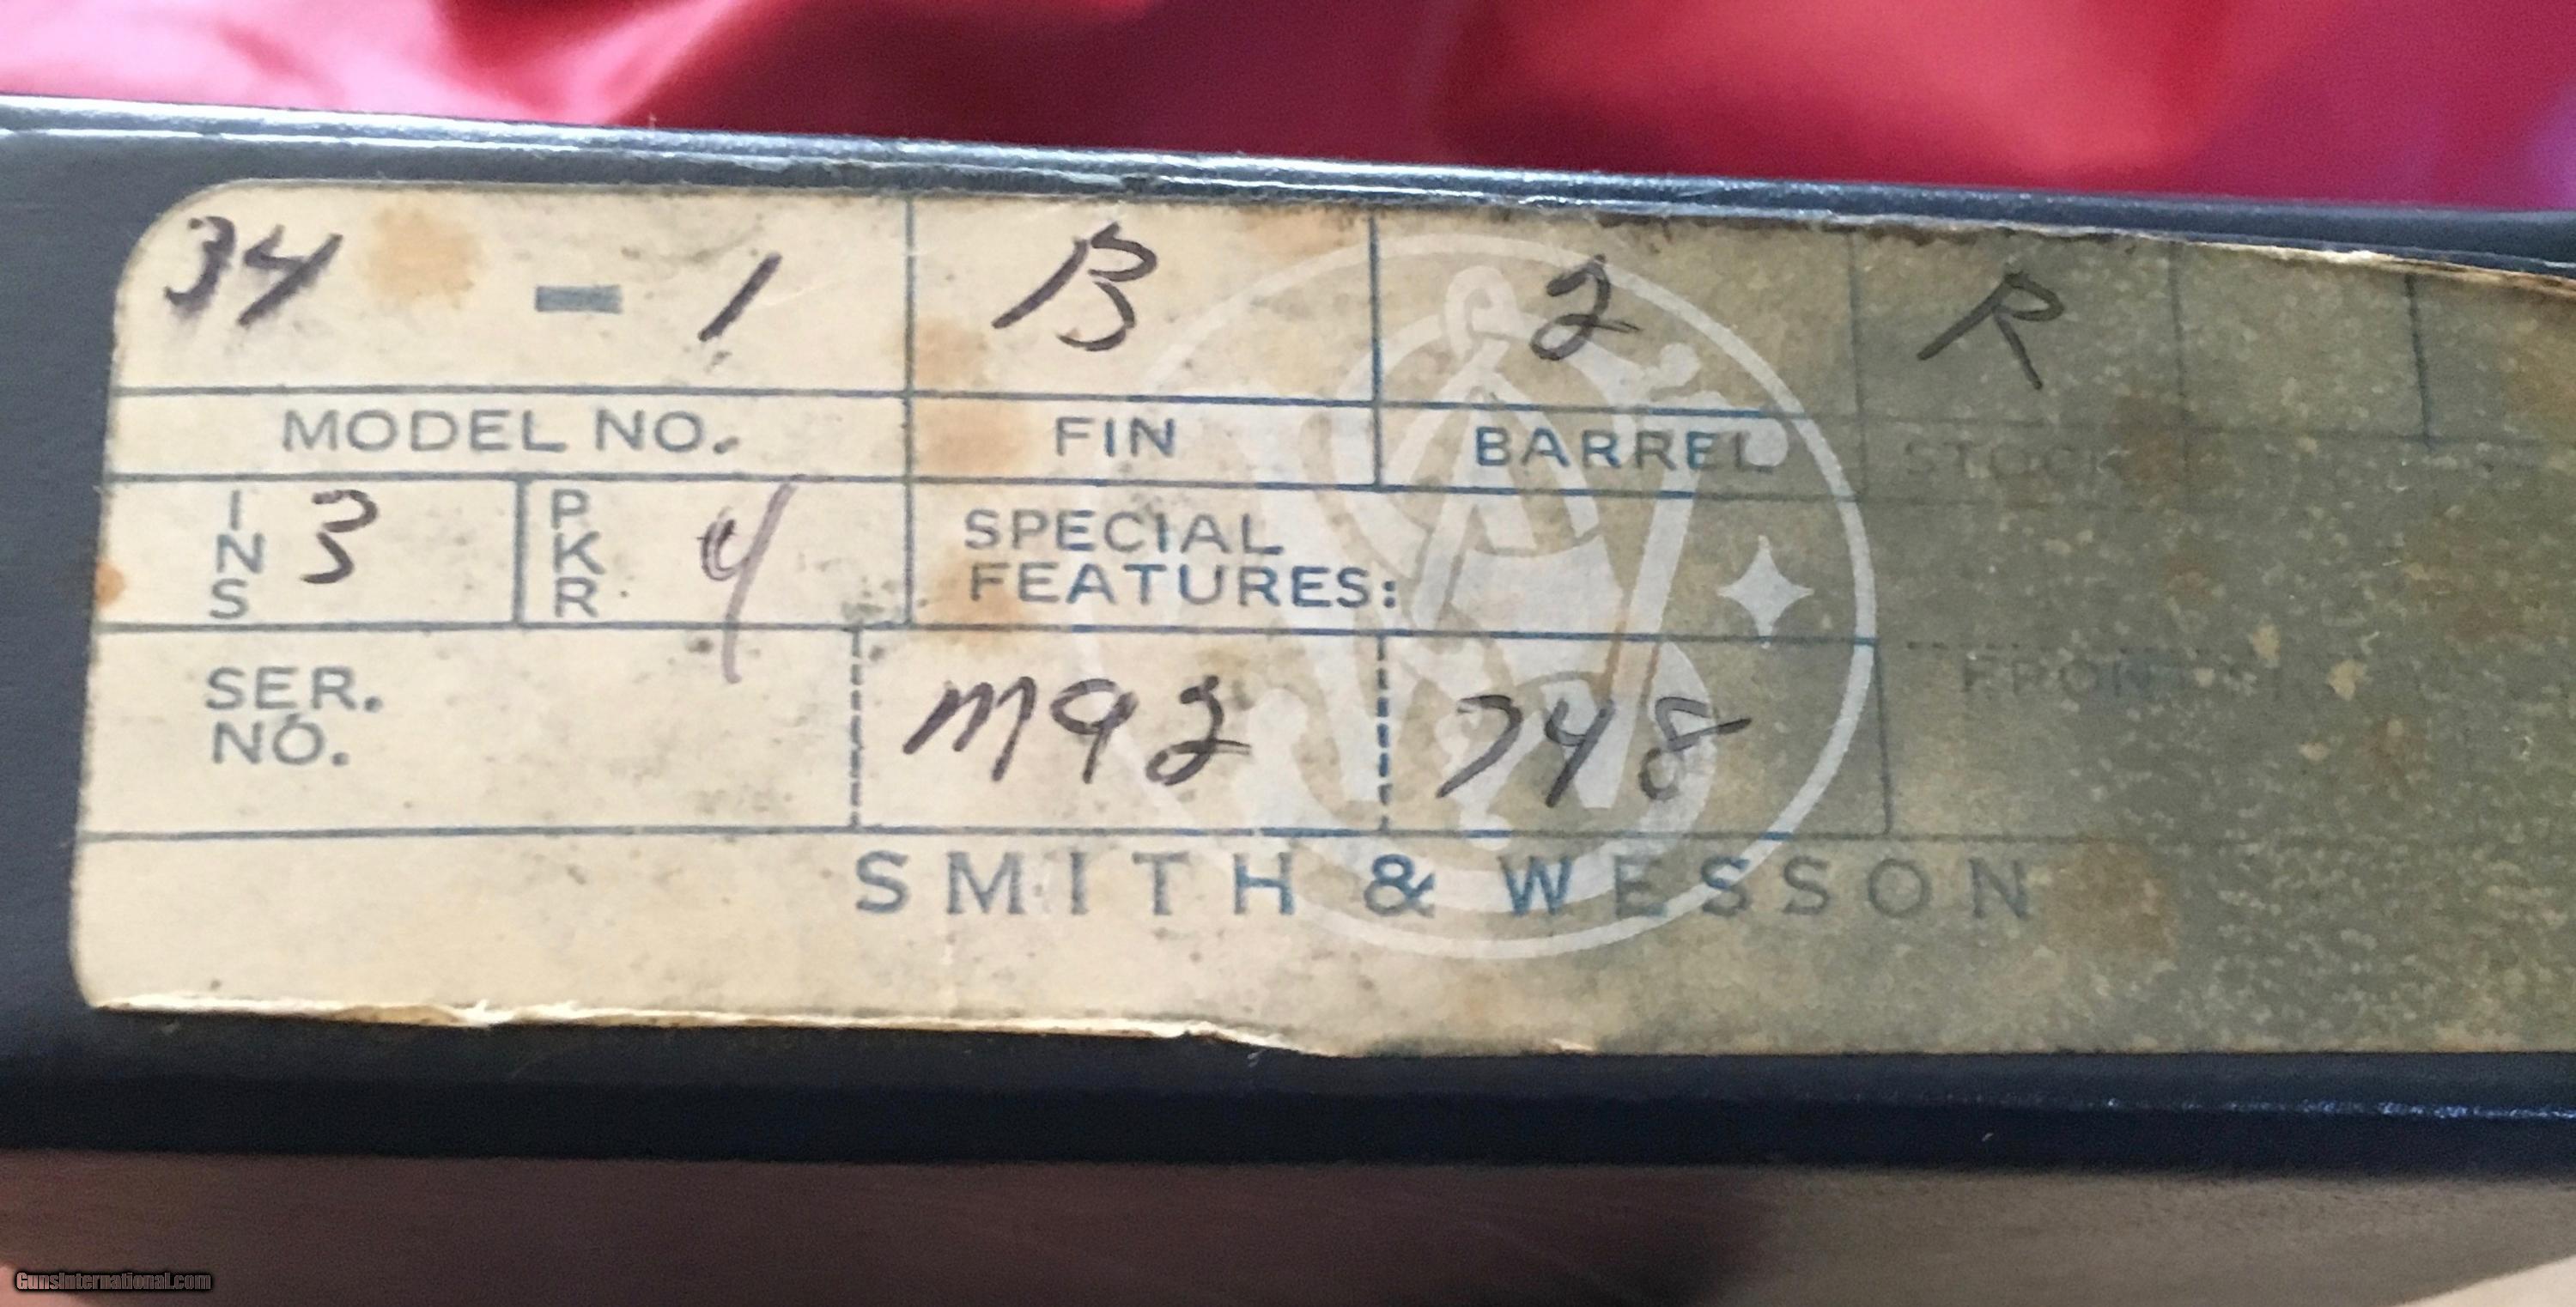 34 - 1 B 2 R
MODEL NO. FIN BARREL STOCK
INS 3 PKR 4 SPECIAL FEATURES:
SER. NO. M92 748
SMITH & WESSON
GunsInternational.com